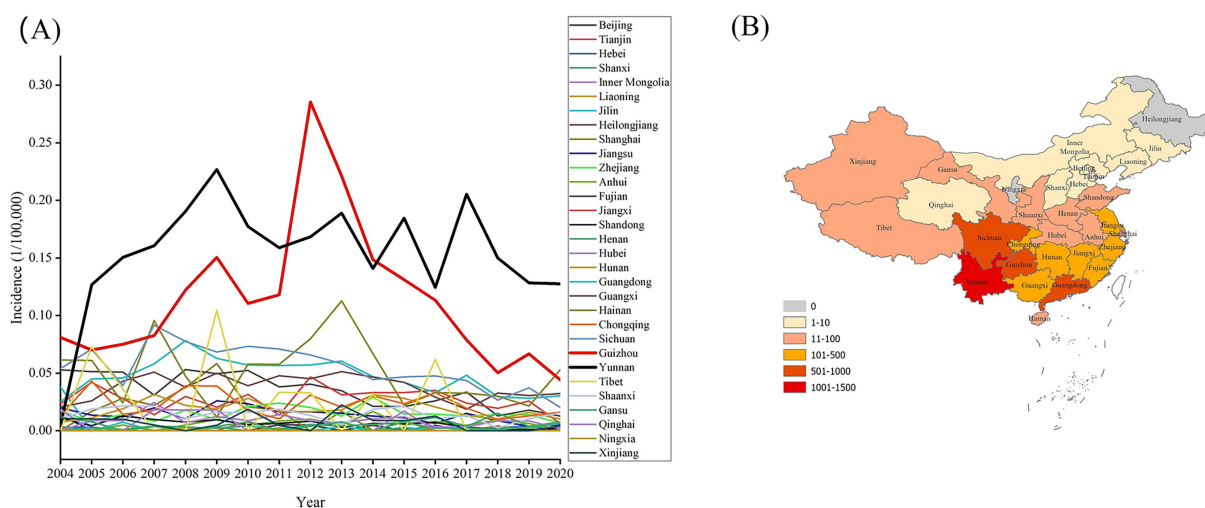 (A)
Incidence (1/100,000)
0.30
0.25
0.20
0.15
0.10
0.05
0.00
2004 2005 2006 2007 2008 2009 2010 2011 2012 2013 2014 2015 2016 2017 2018 2019 2020
Year
Beijing
Tianjin
Hebei
Shanxi
Inner Mongolia
Liaoning
Jilin
Heilongjiang
Shanghai
Jiangsu
Zhejiang
Anhui
Fujian
Jiangxi
Shandong
Henan
Hubei
Hunan
Guangdong
Guangxi
Hainan
Chongqing
Sichuan
Guizhou
Yunnan
Tibet
Shaanxi
Gansu
Qinghai
Ningxia
Xinjiang
(B)
Heilongjiang
Inner
Mongolia
Jilin
Liaoning
Beijing
Tianjin
Hebei
Shanxi
Xinjiang
Gansu
Ningxia
Qinghai
Shandong
Shaanxi
Henan
Jiangsu
Tibet
Sichuan
Hubei
Anhui
Shanghai
Chongqing
Zhejiang
Guizhou
Hunan
Jiangxi
Fujian
Yunnan
Guangxi
Guangdong
Hainan
0
1-10
11-100
101-500
501-1000
1001-1500